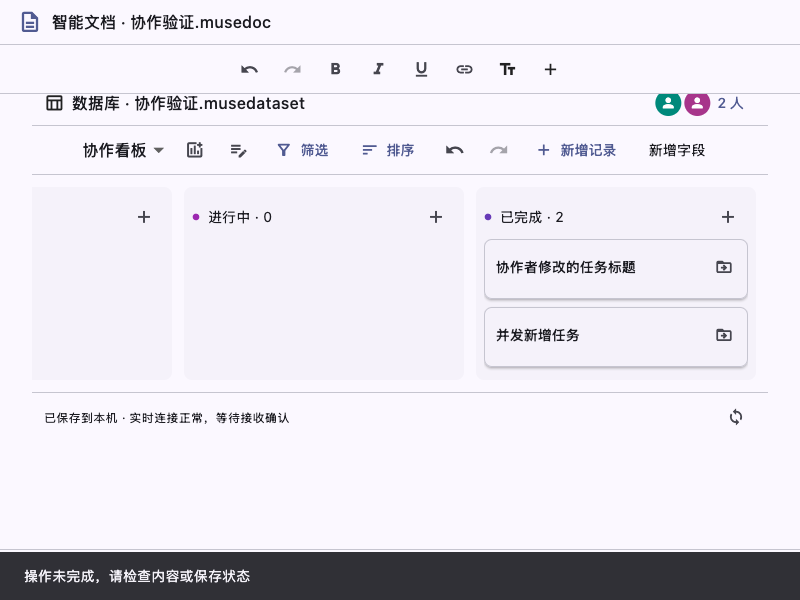 智能文档 · 协作验证.musedoc
B I U Tт
数据库 · 协作验证.musedataset 2 人
协作看板 筛选 排序 新增记录 新增字段
进行中 · 0
已完成 · 2
协作者修改的任务标题
并发新增任务
已保存到本机 · 实时连接正常，等待接收确认
操作未完成，请检查内容或保存状态